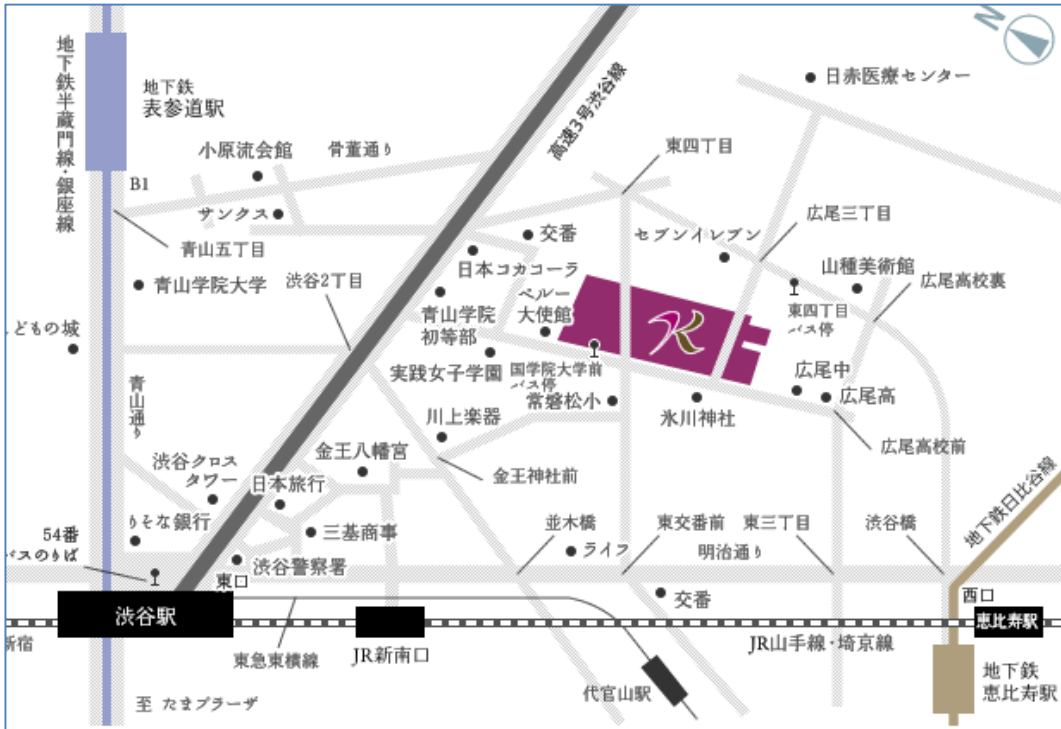 N
地下鉄半蔵門線・銀座線
地下鉄
表参道駅
B1
小原流会館
骨董通り
サンクス
青山五丁目
青山学院大学
渋谷2丁目
高速3号渋谷線
日赤医療センター
東四丁目
広尾三丁目
交番
セブンイレブン
山種美術館
広尾高校裏
日本コカコーラ
ペルー
大使館
東四丁目
バス停
青山学院
初等部
どもの城
実践女子学園
国学院大学前
バス停
広尾中
広尾高
常磐松小
氷川神社
青山通り
川上楽器
広尾高校前
金王八幡宮
金王神社前
渋谷クロス
タワー
日本旅行
りそな銀行
三基商事
並木橋
東交番前
東三丁目
渋谷橋
地下鉄日比谷線
54番
バスのりば
ライフ
明治通り
渋谷警察署
東口
交番
西口
渋谷駅
恵比寿駅
新宿
東急東横線
JR新南口
JR山手線・埼京線
代官山駅
地下鉄
恵比寿駅
至 たまプラーザ